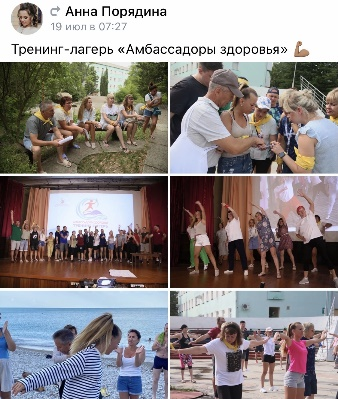 Анна Порядина
19 июл в 07:27
Тренинг-лагерь «Амбассадоры здоровья» 💪🏽